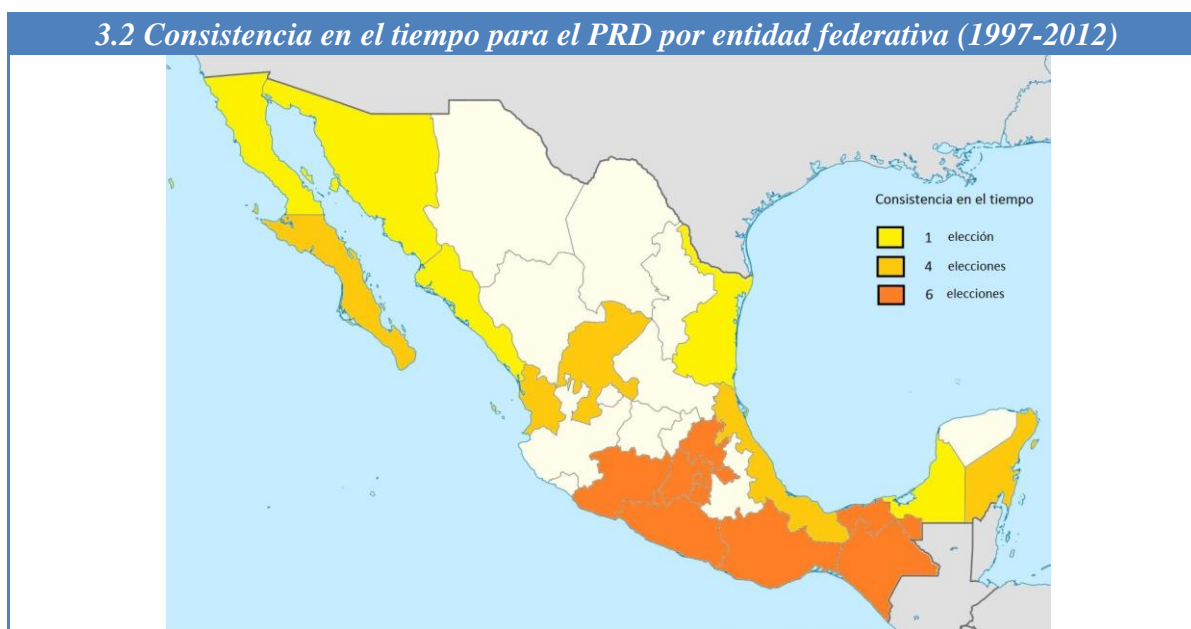 3.2 Consistencia en el tiempo para el PRD por entidad federativa (1997-2012)
Consistencia en el tiempo
1 elección
4 elecciones
6 elecciones